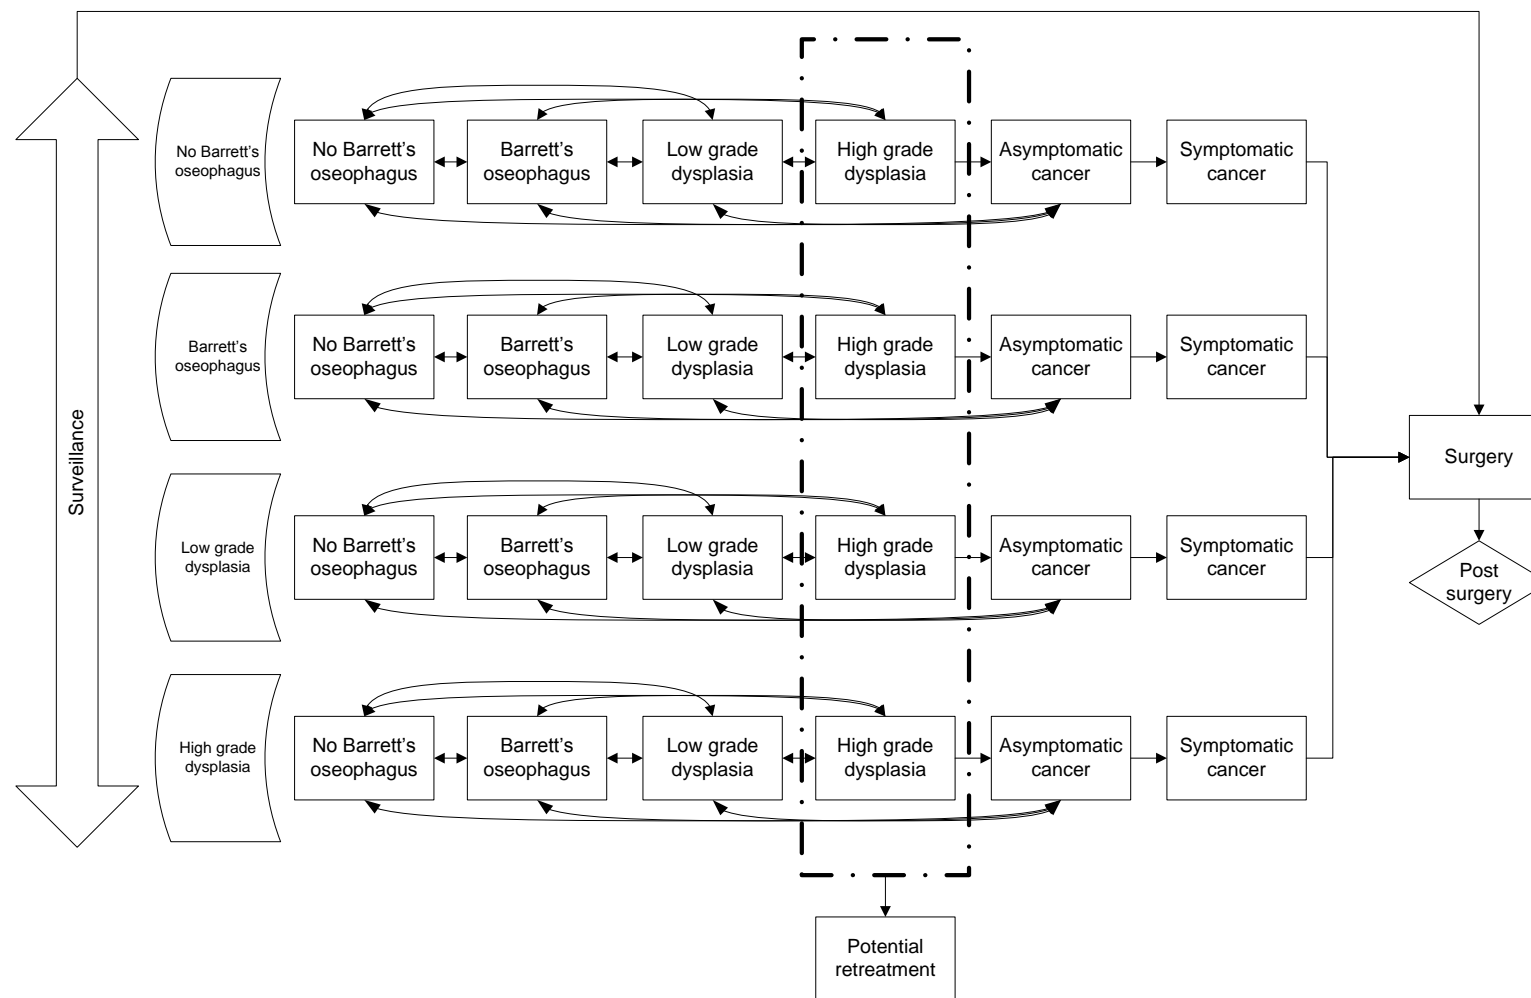 No Barrett's
oseophagus
No Barrett's
oseophagus
Barrett's
oseophagus
Low grade
dysplasia
High grade
dysplasia
Asymptomatic
cancer
Symptomatic
cancer
Barrett's
oseophagus
No Barrett's
oseophagus
Barrett's
oseophagus
Low grade
dysplasia
High grade
dysplasia
Asymptomatic
cancer
Symptomatic
cancer
Surveillance
Surgery
Low grade
dysplasia
No Barrett's
oseophagus
Barrett's
oseophagus
Low grade
dysplasia
High grade
dysplasia
Asymptomatic
cancer
Symptomatic
cancer
Post
surgery
High grade
dysplasia
No Barrett's
oseophagus
Barrett's
oseophagus
Low grade
dysplasia
High grade
dysplasia
Asymptomatic
cancer
Symptomatic
cancer
Potential
retreatment